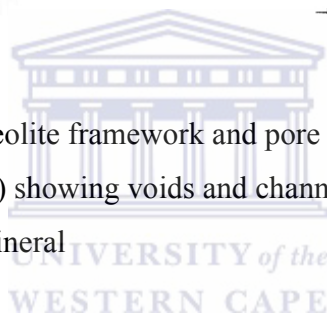 eolite framework and pore
) showing voids and chann
ineral
UNIVERSITY of the
WESTERN CAPE